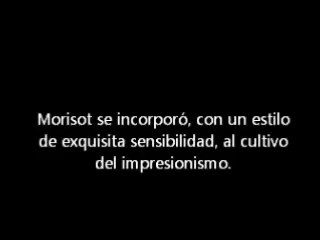 Morisot se incorporó, con un estilo
de exquisita sensibilidad, al cultivo
del impresionismo.